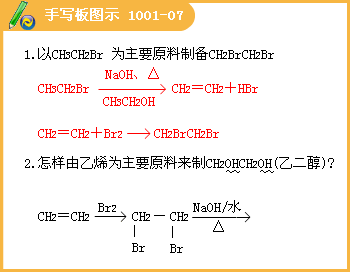 手写板图示 1001-07
1.以CH3CH2Br 为主要原料制备CH2BrCH2Br
NaOH、△
CH3CH2Br ⟶ CH2=CH2+HBr
CH3CH2OH
CH2=CH2+Br2⟶CH2BrCH2Br
2.怎样由乙烯为主要原料来制CH2OHCH2OH(乙二醇)?
Br2 NaOH/水
CH2=CH2⟶CH2—CH2⟶
△
Br Br